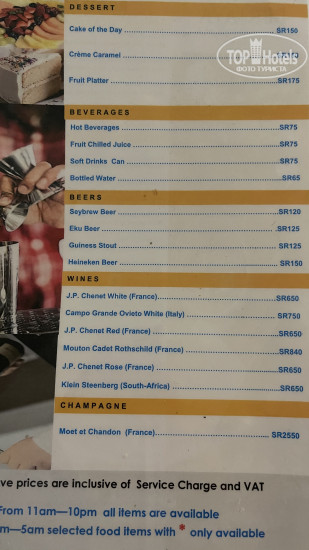 DESSERT
Cake of the Day SR150
Crème Caramel
Fruit Platter SR175
TOP Hotels
ФОТО ТУРИСТА
BEVERAGES
Hot Beverages SR75
Fruit Chilled Juice SR75
Soft Drinks Can SR75
Bottled Water SR65
BEERS
Seybrew Beer SR120
Eku Beer SR125
Guiness Stout SR125
Heineken Beer SR150
WINES
J.P. Chenet White (France) SR650
Campo Grande Ovieto White (Italy) SR750
J.P. Chenet Red (France) SR650
Mouton Cadet Rothschild (France) SR840
J.P. Chenet Rose (France) SR650
Klein Steenberg (South-Africa) SR650
CHAMPAGNE
Moet et Chandon (France) SR2550
ve prices are inclusive of Service Charge and VAT
From 11am—10pm all items are available
m—5am selected food items with * only available